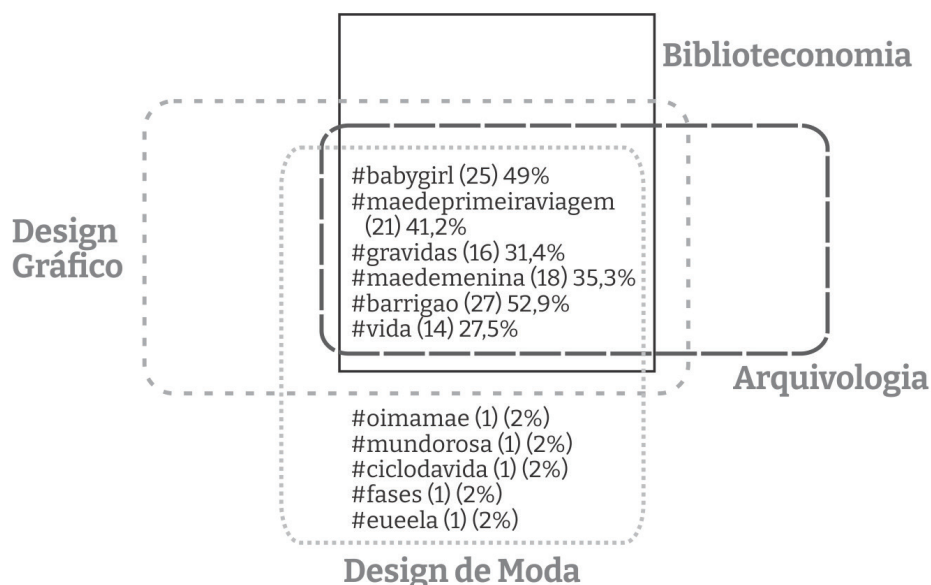 Biblioteconomia
#babygirl (25) 49%
#maedeprimeiraviagem
(21) 41,2%
#gravidas (16) 31,4%
#maedemenina (18) 35,3%
#barrigao (27) 52,9%
#vida (14) 27,5%
Design
Gráfico
Arquivologia
#oimamae (1) (2%)
#mundorosa (1) (2%)
#ciclodavida (1) (2%)
#fases (1) (2%)
#eueela (1) (2%)
Design de Moda